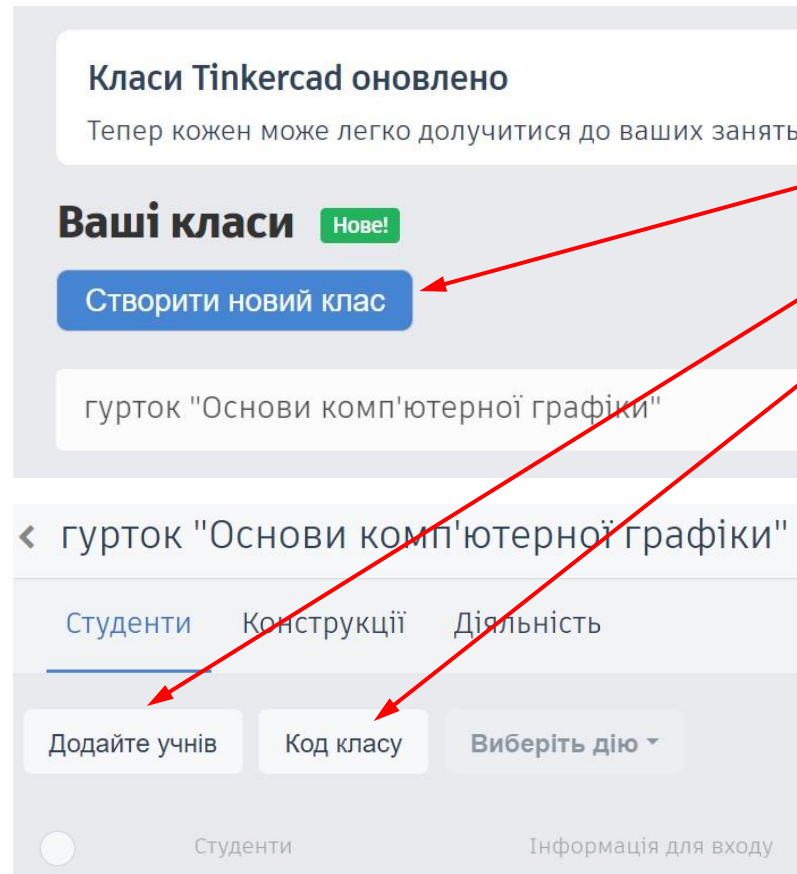 Класи Tinkercad оновлено
Тепер кожен може легко долучитися до ваших занять
Ваші класи Нове!
Створити новий клас
гурток "Основи комп'ютерної графіки"
гурток "Основи комп'ютерної графіки"
Студенти Конструкції Діяльність
Додайте учнів Код класу Виберіть дію
Студенти Інформація для входу